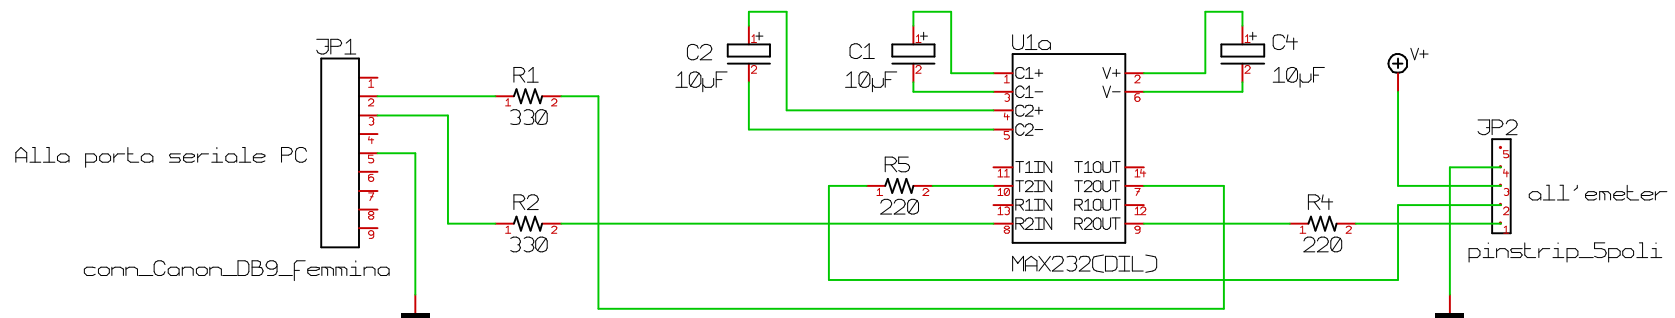 JP1
1
2
3
4
5
6
7
8
9
Alla porta seriale PC
conn_Canon_DB9_Femmina
R1
1 2
330
R2
1 2
330
C2
10µF
1+
2
C1
10µF
1+
2
C4
10µF
1+
2
U1a
C1+ V+
1 2
C1- V-
3 6
C2+
4
C2-
5
T1IN T1OUT
11 14
T2IN T2OUT
10 7
R1IN R1OUT
13 12
R2IN R2OUT
8 9
MAX232(DIL)
R5
1 2
220
R4
1 2
220
V+
JP2
5
4
3
2
1
all'emeter
pinstrip_5poli